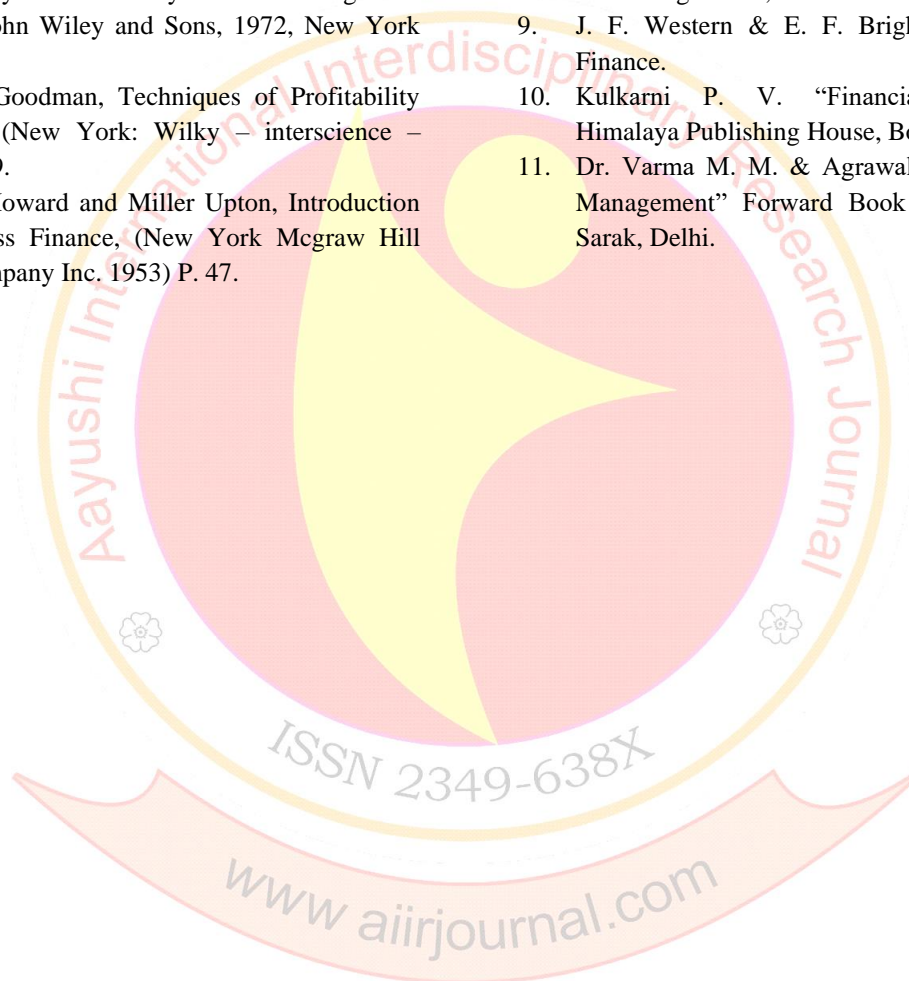 ohn Wiley and Sons, 1972, New York
Goodman, Techniques of Profitability
(New York: Wilky – interscience –
9.
Howard and Miller Upton, Introduction
ss Finance, (New York Mcgraw Hill
pany Inc. 1953) P. 47.
9. J. F. Western & E. F. Brigh
Finance.
10. Kulkarni P. V. “Financia
Himalaya Publishing House, Bo
11. Dr. Varma M. M. & Agrawal
Management” Forward Book
Sarak, Delhi.
Aayushi International Interdisciplinary Research Journal
ISSN 2349-638X
www aiirjournal.com